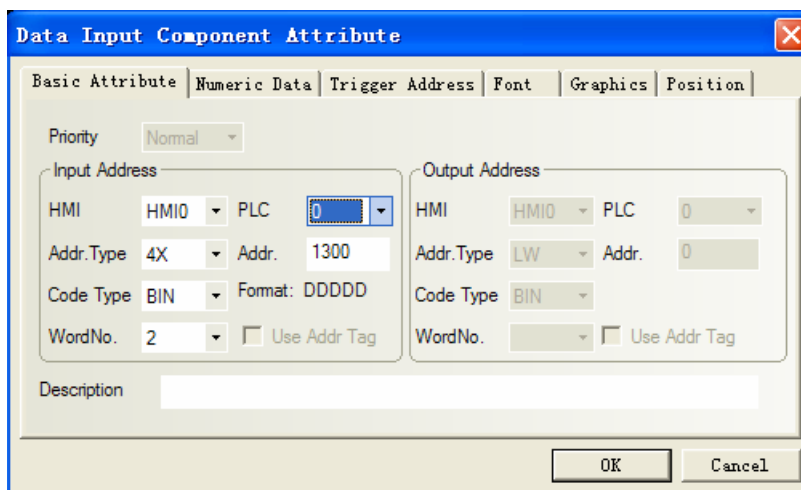 Data Input Component Attribute
Basic Attribute Numeric Data Trigger Address Font Graphics Position
Priority Normal
Input Address
HMI HMI0 PLC 0
Addr.Type 4X Addr. 1300
Code Type BIN Format: DDDDD
WordNo. 2 Use Addr Tag
Output Address
HMI HMI0 PLC 0
Addr.Type LW Addr. 0
Code Type BIN
WordNo. Use Addr Tag
Description
OK Cancel